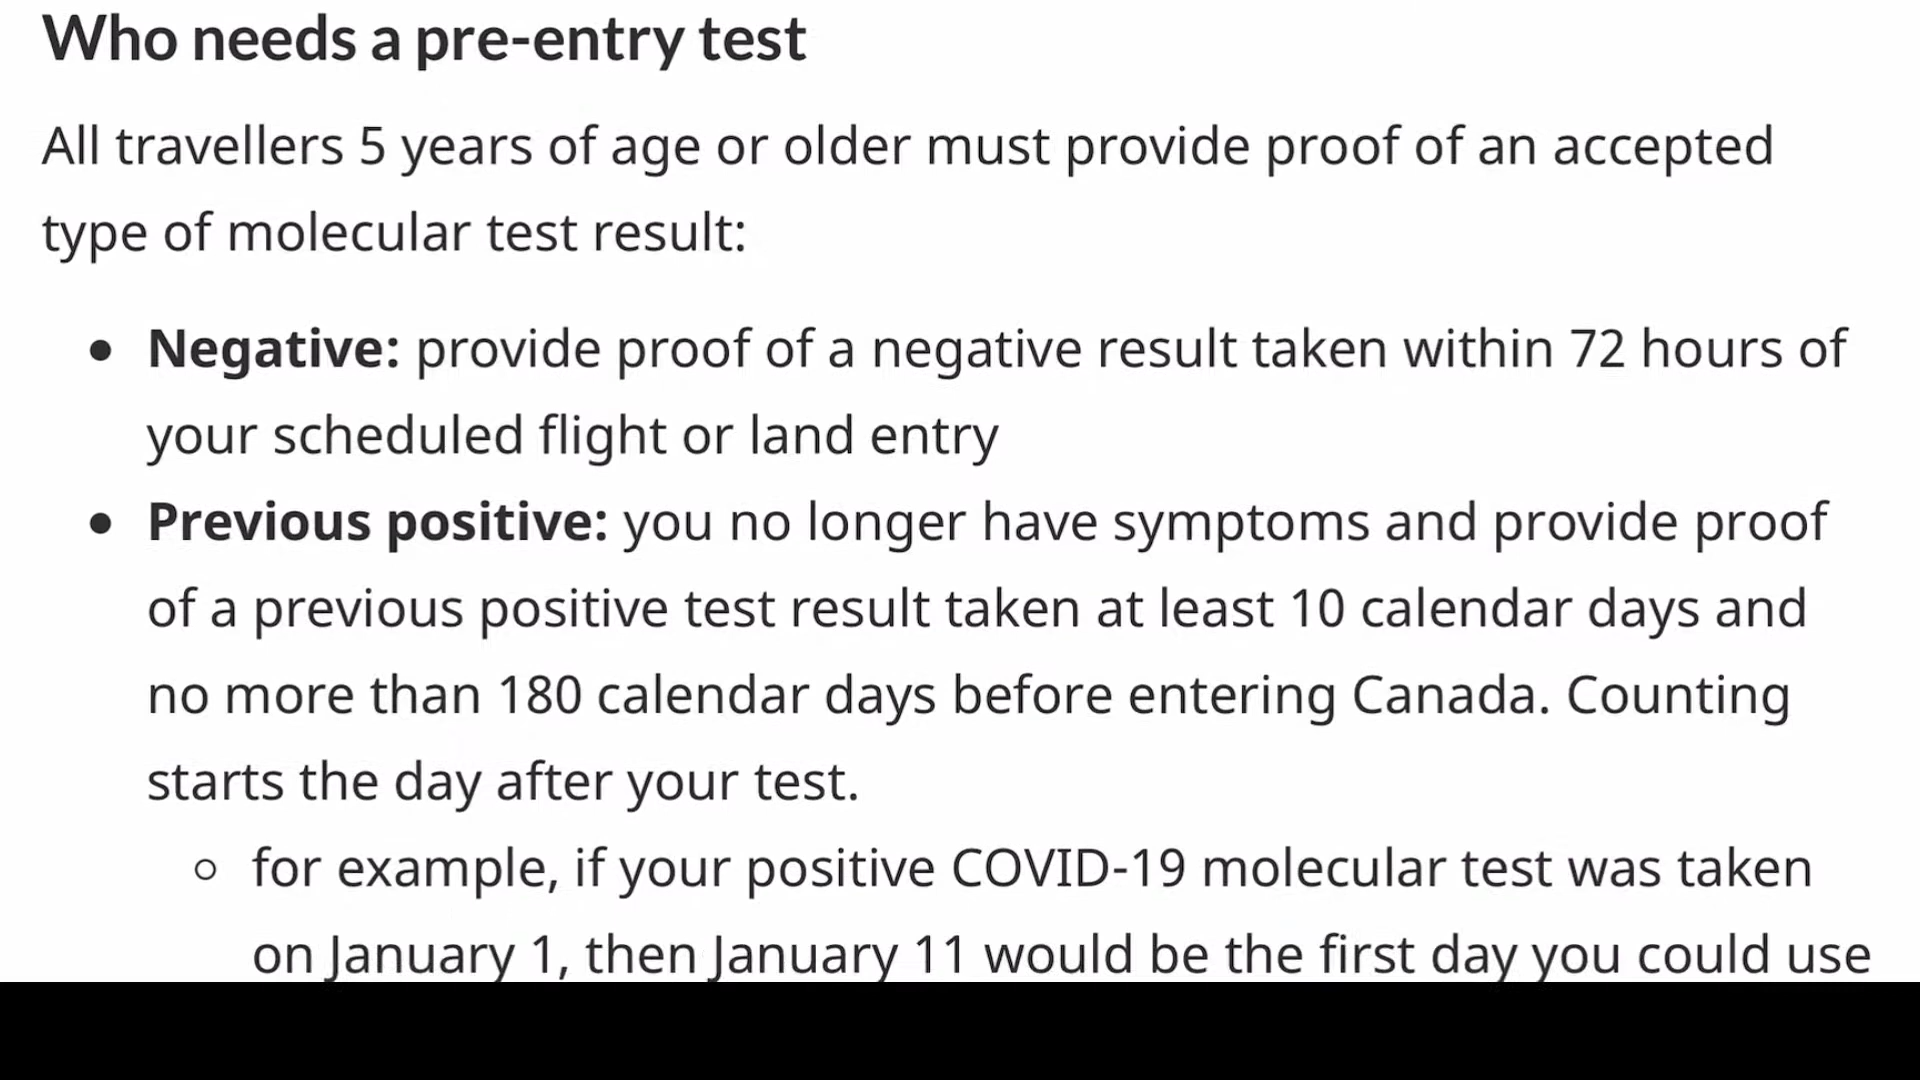 Who needs a pre-entry test
All travellers 5 years of age or older must provide proof of an accepted
type of molecular test result:
• Negative: provide proof of a negative result taken within 72 hours of
your scheduled flight or land entry
• Previous positive: you no longer have symptoms and provide proof
of a previous positive test result taken at least 10 calendar days and
no more than 180 calendar days before entering Canada. Counting
starts the day after your test.
○ for example, if your positive COVID-19 molecular test was taken
on January 1, then January 11 would be the first day you could use